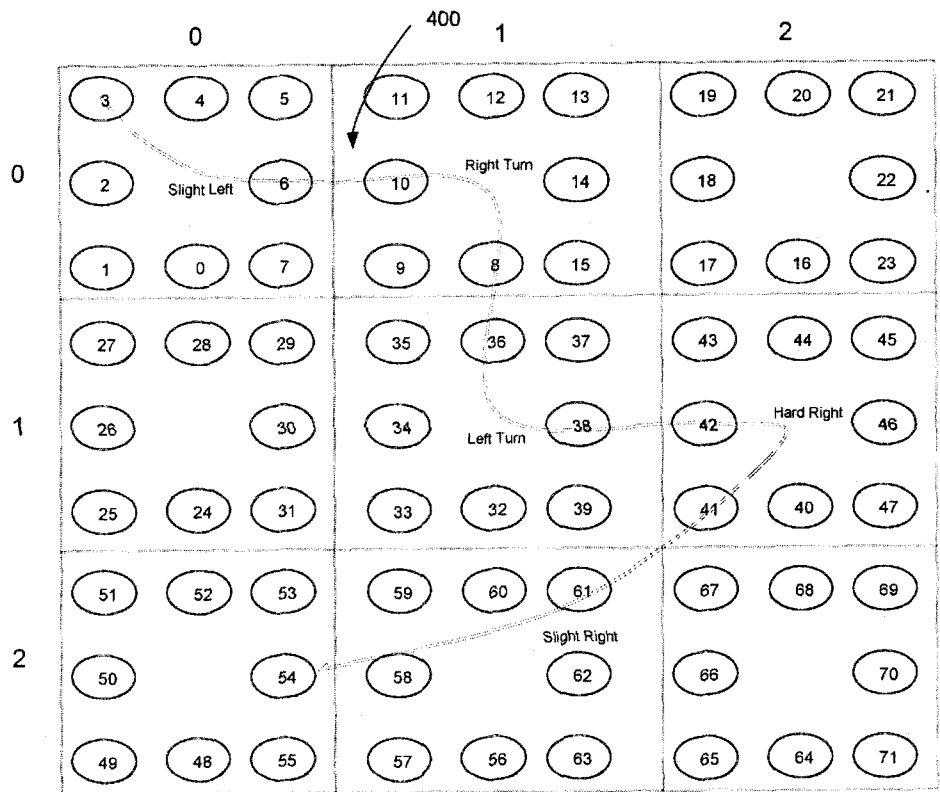 400
0 1 2
3 4 5 11 12 13 19 20 21
0
2 Slight Left 6 10 Right Turn 14 18 22
1 0 7 9 8 15 17 16 23
27 28 29 35 36 37 43 44 45
1
26 30 34 Left Turn 38 42 Hard Right 46
25 24 31 33 32 39 41 40 47
51 52 53 59 60 61 67 68 69
Slight Right
2
50 54 58 62 66 70
49 48 55 57 56 63 65 64 71